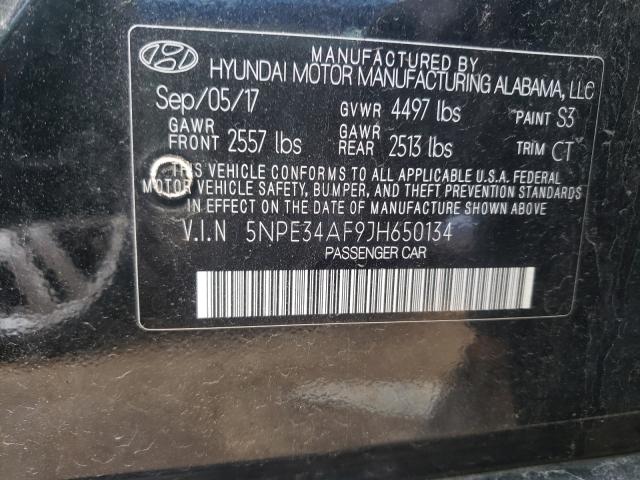 MANUFACTURED BY
HYUNDAI MOTOR MANUFACTURING ALABAMA, LLC
Sep/05/17 GVWR 4497 lbs PAINT S3
GAWR FRONT 2557 lbs GAWR REAR 2513 lbs TRIM CT
THIS VEHICLE CONFORMS TO ALL APPLICABLE U.S.A. FEDERAL
MOTOR VEHICLE SAFETY, BUMPER, AND THEFT PREVENTION STANDARDS
IN EFFECT ON THE DATE OF MANUFACTURE SHOWN ABOVE.
V.I.N 5NPE34AF9JH650134
PASSENGER CAR